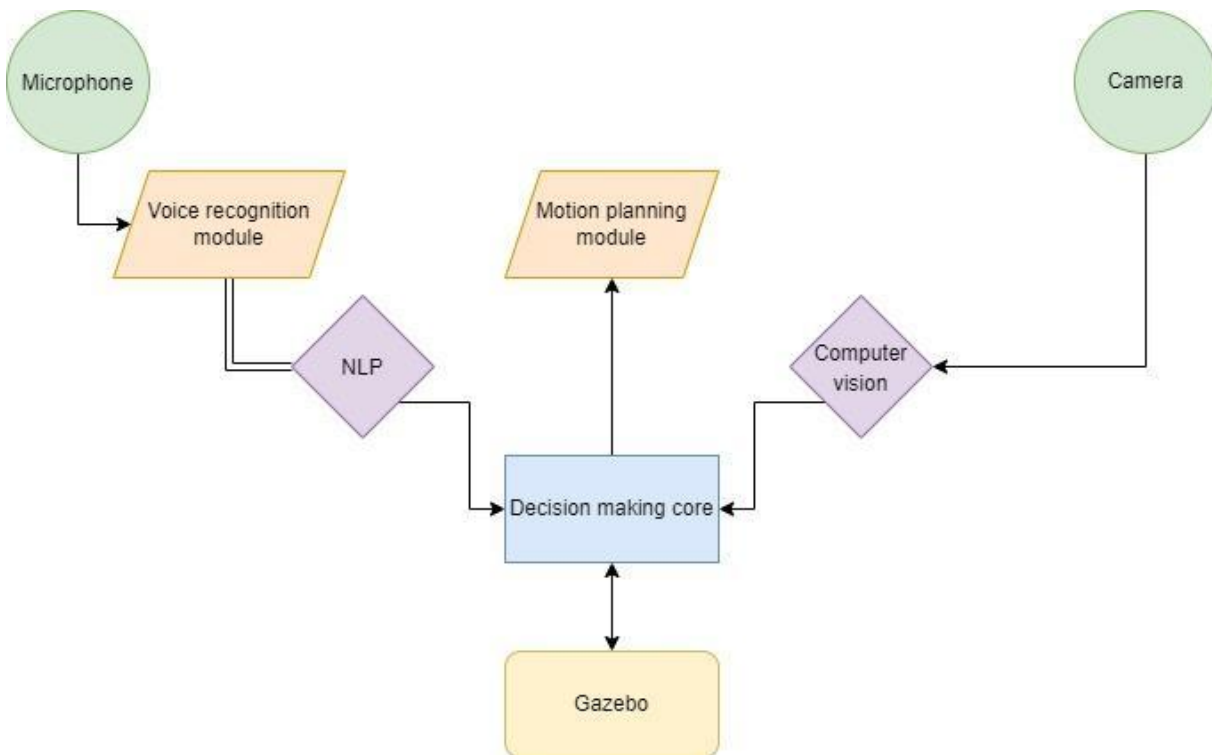 Microphone
Camera
Voice recognition
module
Motion planning
module
NLP
Computer
vision
Decision making core
Gazebo